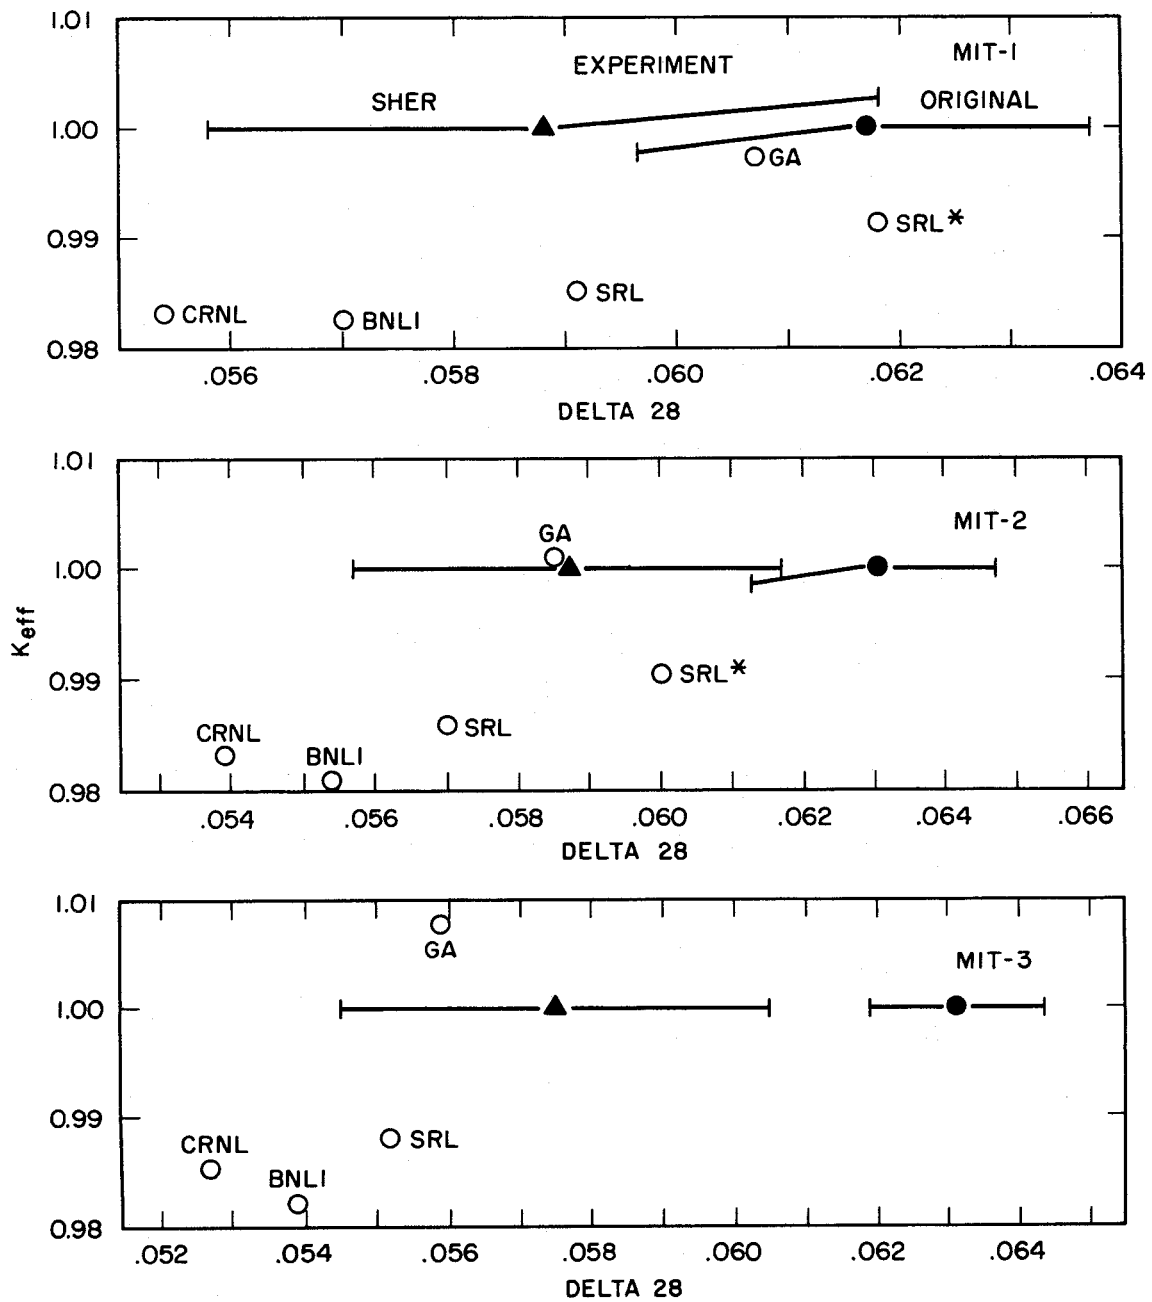 1.01
MIT-1
EXPERIMENT
SHER
ORIGINAL
1.00
GA
SRL*
0.99
SRL
CRNL
BNL1
0.98
.056 .058 .060 .062 .064
DELTA 28
1.01
MIT-2
GA
1.00
Keff
SRL*
0.99
CRNL
SRL
BNL1
0.98
.054 .056 .058 .060 .062 .064 .066
DELTA 28
1.01
GA
MIT-3
1.00
0.99
CRNL
SRL
BNL1
0.98
.052 .054 .056 .058 .060 .062 .064
DELTA 28